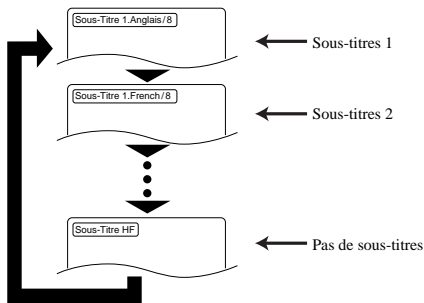 Sous-Titre 1.Anglais/8
Sous-titres 1
Sous-Titre 1.French/8
Sous-titres 2
Sous-Titre HF
Pas de sous-titres